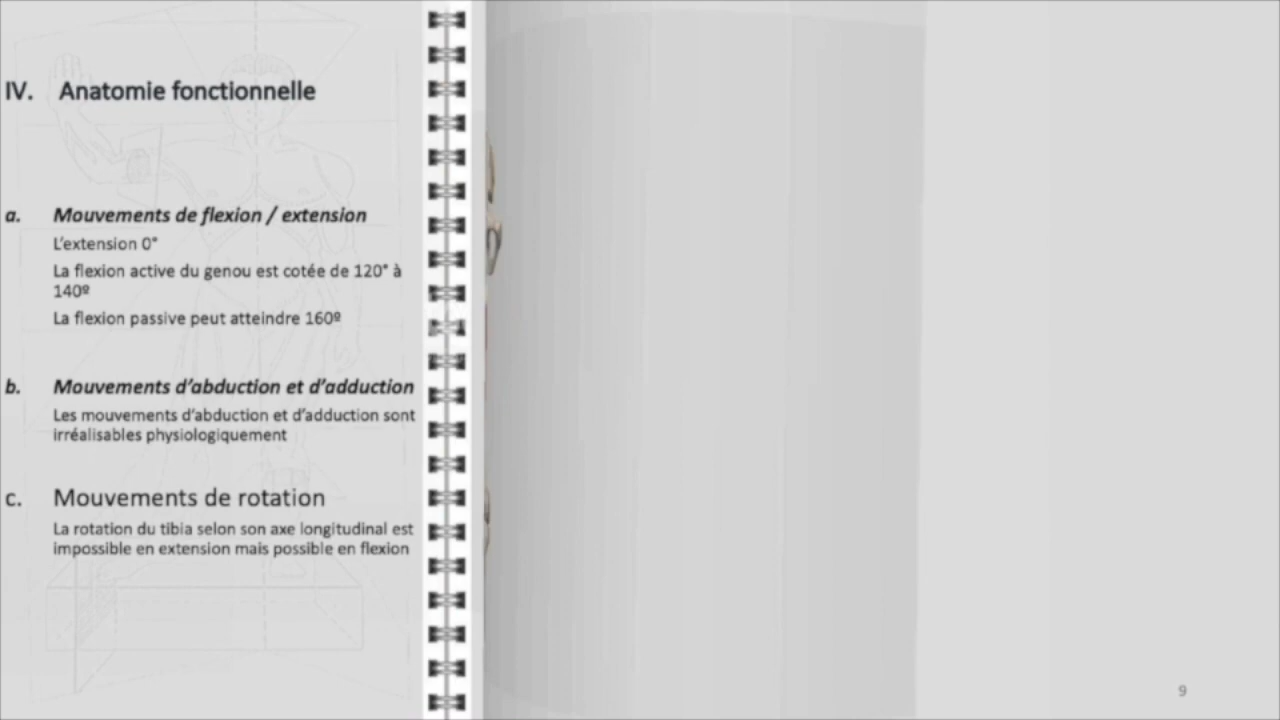 IV. Anatomie fonctionnelle
a. Mouvements de flexion / extension
L'extension 0°
La flexion active du genou est cotée de 120° à
140º
La flexion passive peut atteindre 160º
b. Mouvements d'abduction et d'adduction
Les mouvements d'abduction et d'adduction sont
irréalisables physiologiquement
c. Mouvements de rotation
La rotation du tibia selon son axe longitudinal est
impossible en extension mais possible en flexion
9